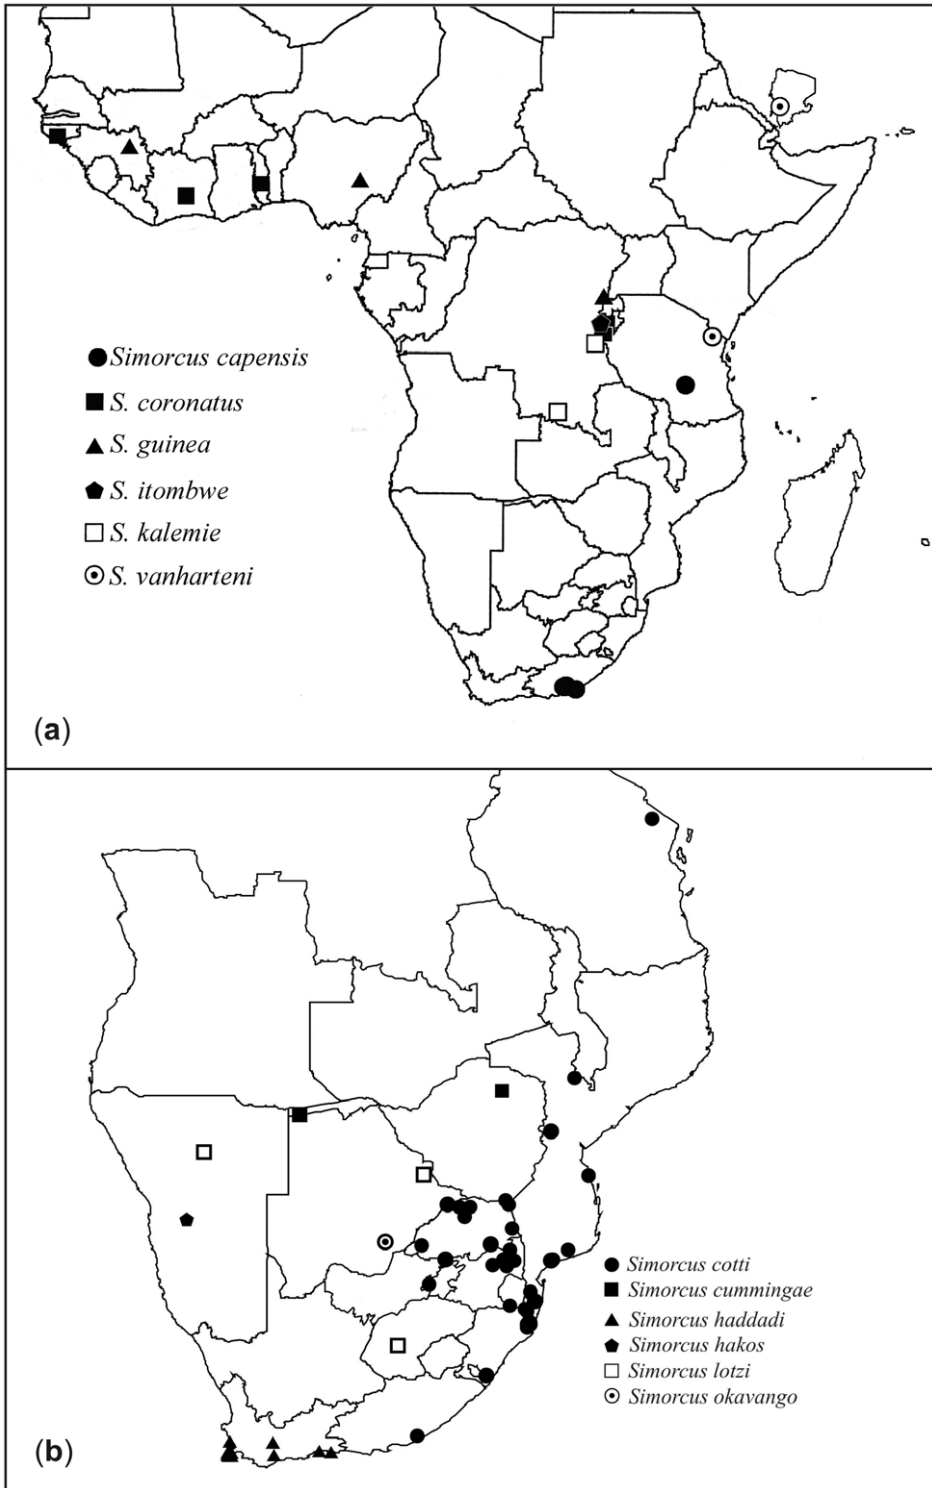 Simorcus capensis
S. coronatus
S. guinea
S. itombwe
S. kalemie
S. vanharteni
(a)
Simorcus cotti
Simorcus cummingae
Simorcus haddadi
Simorcus hakos
Simorcus lotzi
Simorcus okavango
(b)